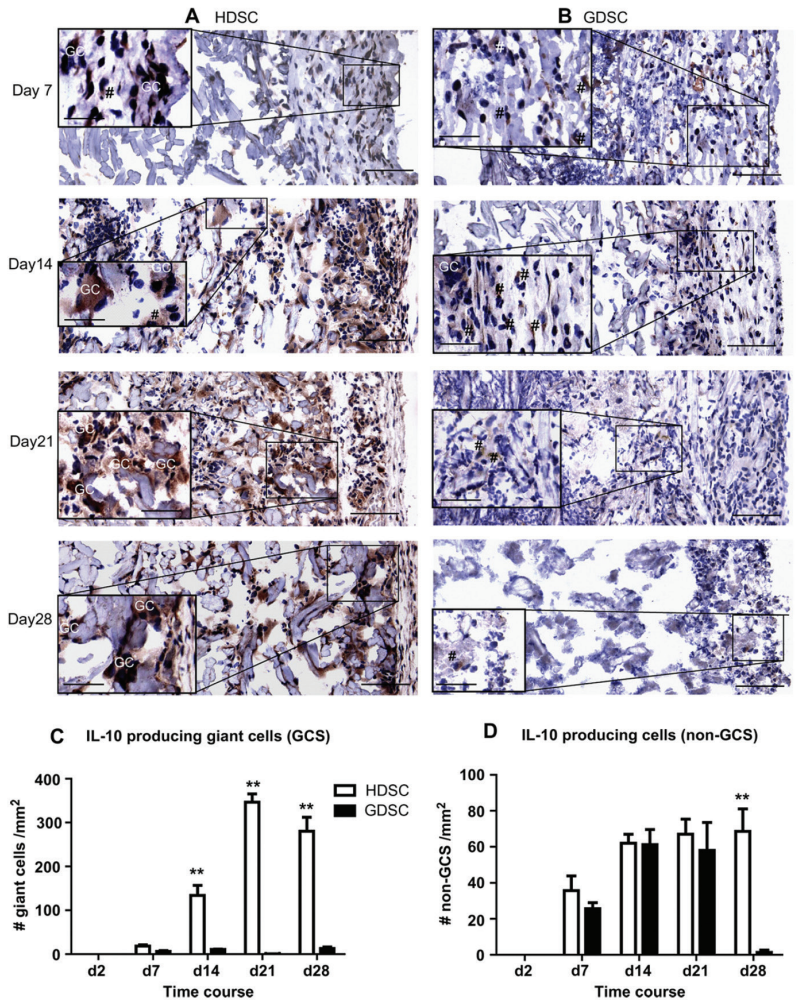 A HDSC
B GDSC
Day 7
GC
GC
#
#
#
#
#
Day14
GC
GC
#
GC
#
#
#
#
#
#
Day21
GC
GC
GC
GC
#
#
Day28
GC
GC
GC
#
C IL-10 producing giant cells (GCS)
# giant cells /mm²
400
300
200
100
0
**
**
**
HDSC
GDSC
d2 d7 d14 d21 d28
Time course
D IL-10 producing cells (non-GCS)
# non-GCS /mm²
100
80
60
40
20
0
**
d2 d7 d14 d21 d28
Time course